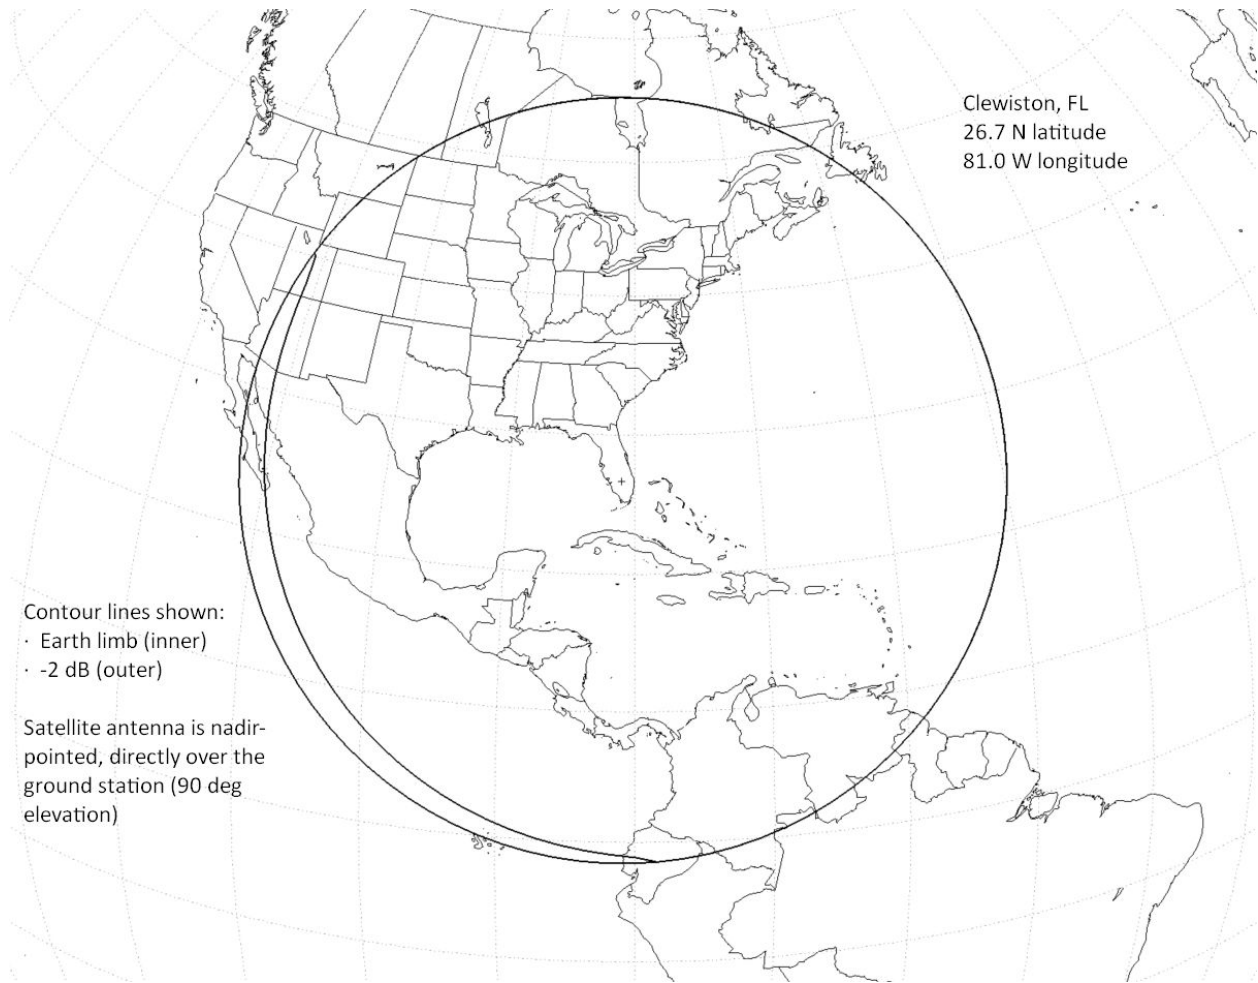 Clewiston, FL
26.7 N latitude
81.0 W longitude
Contour lines shown:
· Earth limb (inner)
· -2 dB (outer)
Satellite antenna is nadir-
pointed, directly over the
ground station (90 deg
elevation)